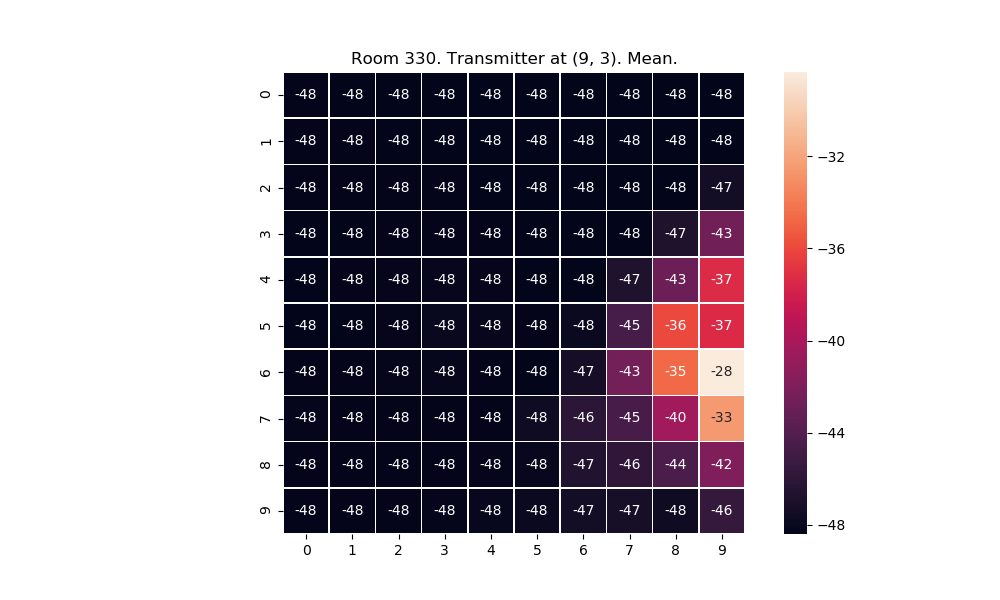 Room 330. Transmitter at (9, 3). Mean.
0 -48 -48 -48 -48 -48 -48 -48 -48 -48 -48
1 -48 -48 -48 -48 -48 -48 -48 -48 -48 -48
−32
2 -48 -48 -48 -48 -48 -48 -48 -48 -48 -47
3 -48 -48 -48 -48 -48 -48 -48 -48 -47 -43
−36
4 -48 -48 -48 -48 -48 -48 -48 -47 -43 -37
5 -48 -48 -48 -48 -48 -48 -48 -45 -36 -37
−40
6 -48 -48 -48 -48 -48 -48 -47 -43 -35 -28
7 -48 -48 -48 -48 -48 -48 -46 -45 -40 -33
−44
8 -48 -48 -48 -48 -48 -48 -47 -46 -44 -42
9 -48 -48 -48 -48 -48 -48 -47 -47 -48 -46
−48
0 1 2 3 4 5 6 7 8 9